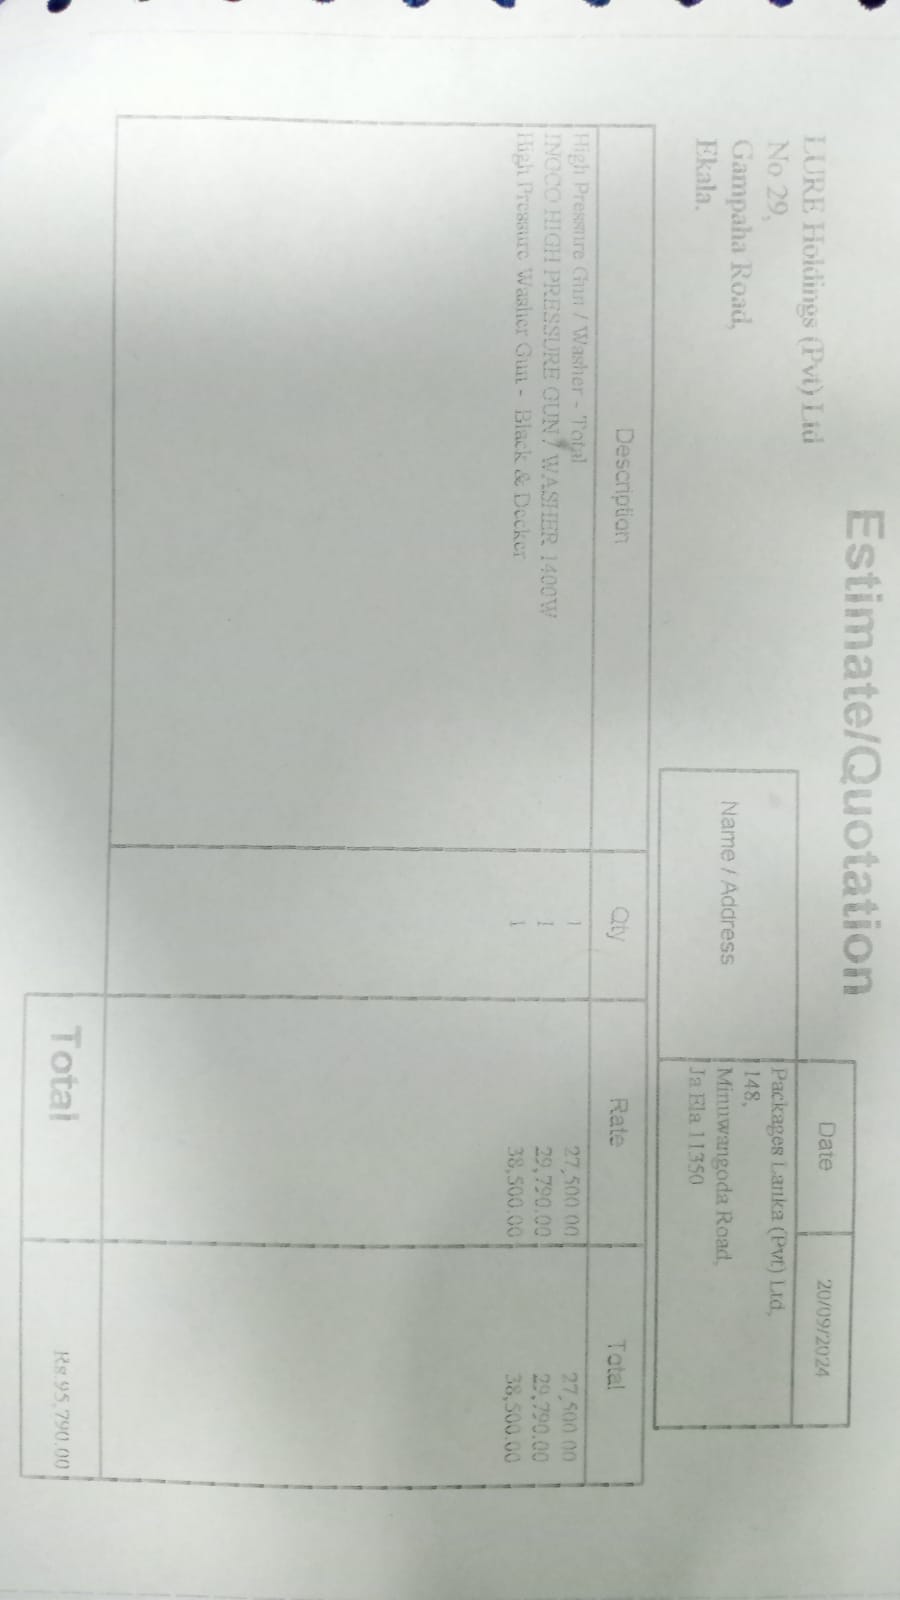 Estimate/Quotation
LURE Holdings (Pvt) Ltd
No 29,
Gampaha Road,
Ekala.
Date
20/09/2024
Name / Address
Packages Lanka (Pvt) Ltd,
148,
Minuwangoda Road,
Ja Ela 11350
Description Qty Rate Total
High Pressure Gun / Washer - Total 1 27,500.00 27,500.00
INGCO HIGH PRESSURE GUN / WASHER 1400W 1 29,790.00 29,790.00
High Pressure Washer Gun - Black & Decker 1 38,500.00 38,500.00
Total Rs.95,790.00